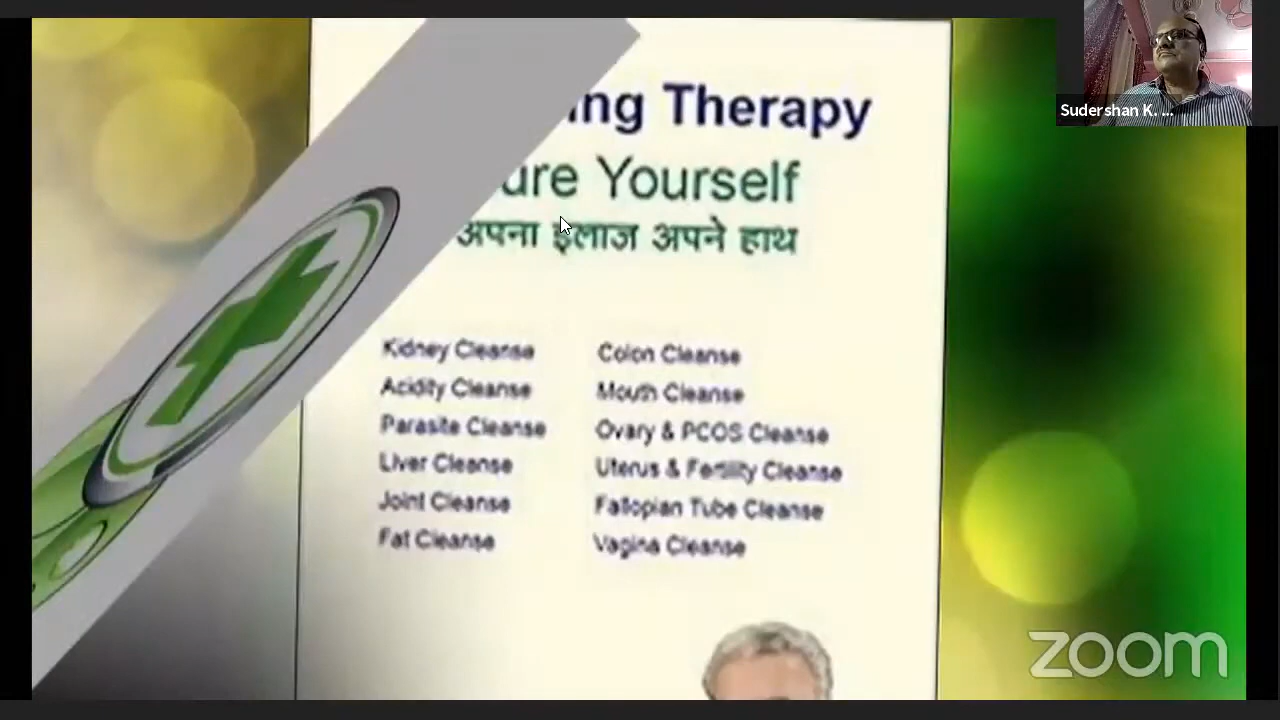 ing Therapy
ure Yourself
अपना इलाज अपने हाथ
Kidney Cleanse
Acidity Cleanse
Parasite Cleanse
Liver Cleanse
Joint Cleanse
Fat Cleanse
Colon Cleanse
Mouth Cleanse
Ovary & PCOS Cleanse
Uterus & Fertility Cleanse
Fallopian Tube Cleanse
Vagina Cleanse
Sudershan K. ...
zoom